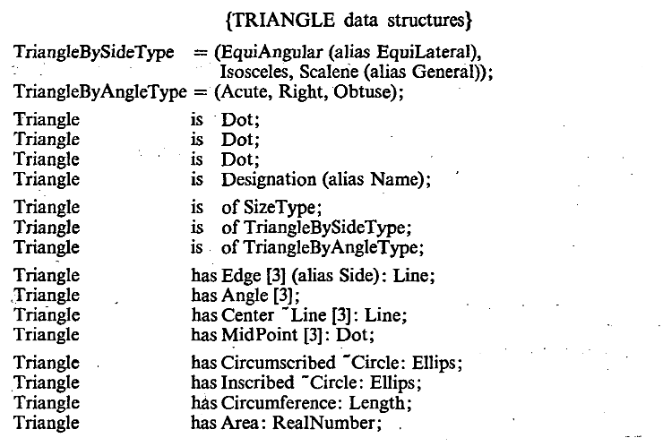 {TRIANGLE data structures}
TriangleBySideType = (EquiAngular (alias EquiLateral),
Isosceles, Scalene (alias General));
TriangleByAngleType = (Acute, Right, Obtuse);
Triangle is Dot;
Triangle is Dot;
Triangle is Dot;
Triangle is Designation (alias Name);
Triangle is of SizeType;
Triangle is of TriangleBySideType;
Triangle is of TriangleByAngleType;
Triangle has Edge [3] (alias Side): Line;
Triangle has Angle [3];
Triangle has Center ~Line [3]: Line;
Triangle has MidPoint [3]: Dot;
Triangle has Circumscribed ~Circle: Ellips;
Triangle has Inscribed ~Circle: Ellips;
Triangle has Circumference: Length;
Triangle has Area: RealNumber;